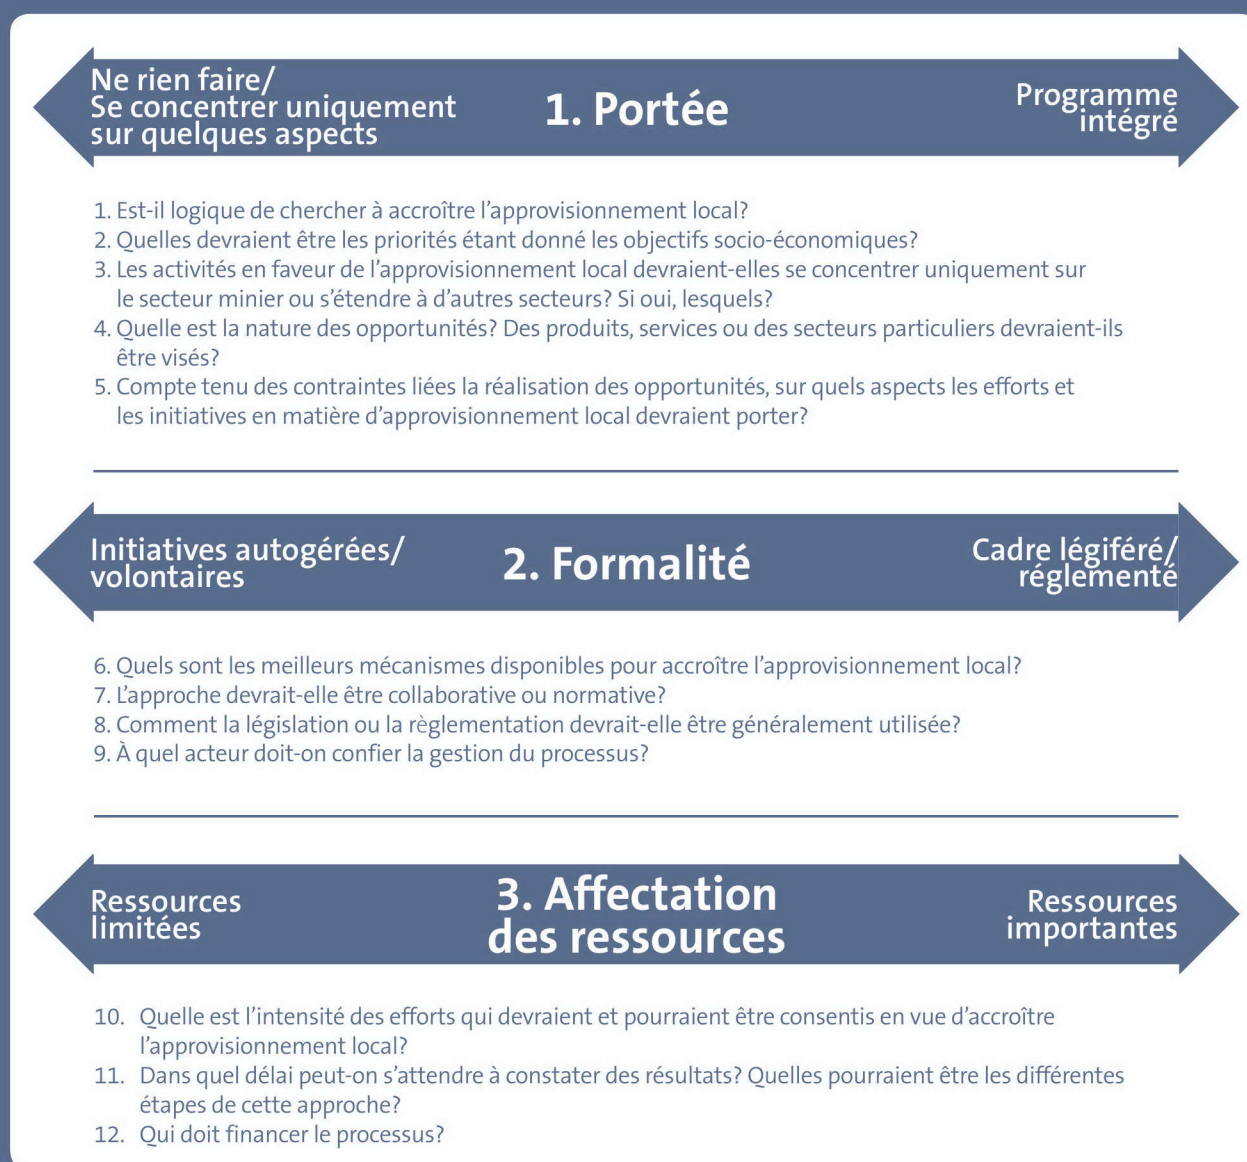 Ne rien faire/
Se concentrer uniquement
sur quelques aspects
1. Portée
Programme
intégré
1. Est-il logique de chercher à accroître l’approvisionnement local?
2. Quelles devraient être les priorités étant donné les objectifs socio-économiques?
3. Les activités en faveur de l’approvisionnement local devraient-elles se concentrer uniquement sur
le secteur minier ou s’étendre à d’autres secteurs? Si oui, lesquels?
4. Quelle est la nature des opportunités? Des produits, services ou des secteurs particuliers devraient-ils
être visés?
5. Compte tenu des contraintes liées la réalisation des opportunités, sur quels aspects les efforts et
les initiatives en matière d’approvisionnement local devraient porter?
Initiatives autogérées/
volontaires
2. Formalité
Cadre légiféré/
réglementé
6. Quels sont les meilleurs mécanismes disponibles pour accroître l’approvisionnement local?
7. L’approche devrait-elle être collaborative ou normative?
8. Comment la législation ou la règlementation devrait-elle être généralement utilisée?
9. À quel acteur doit-on confier la gestion du processus?
Ressources
limitées
3. Affectation
des ressources
Ressources
importantes
10. Quelle est l’intensité des efforts qui devraient et pourraient être consentis en vue d’accroître
l’approvisionnement local?
11. Dans quel délai peut-on s’attendre à constater des résultats? Quelles pourraient être les différentes
étapes de cette approche?
12. Qui doit financer le processus?